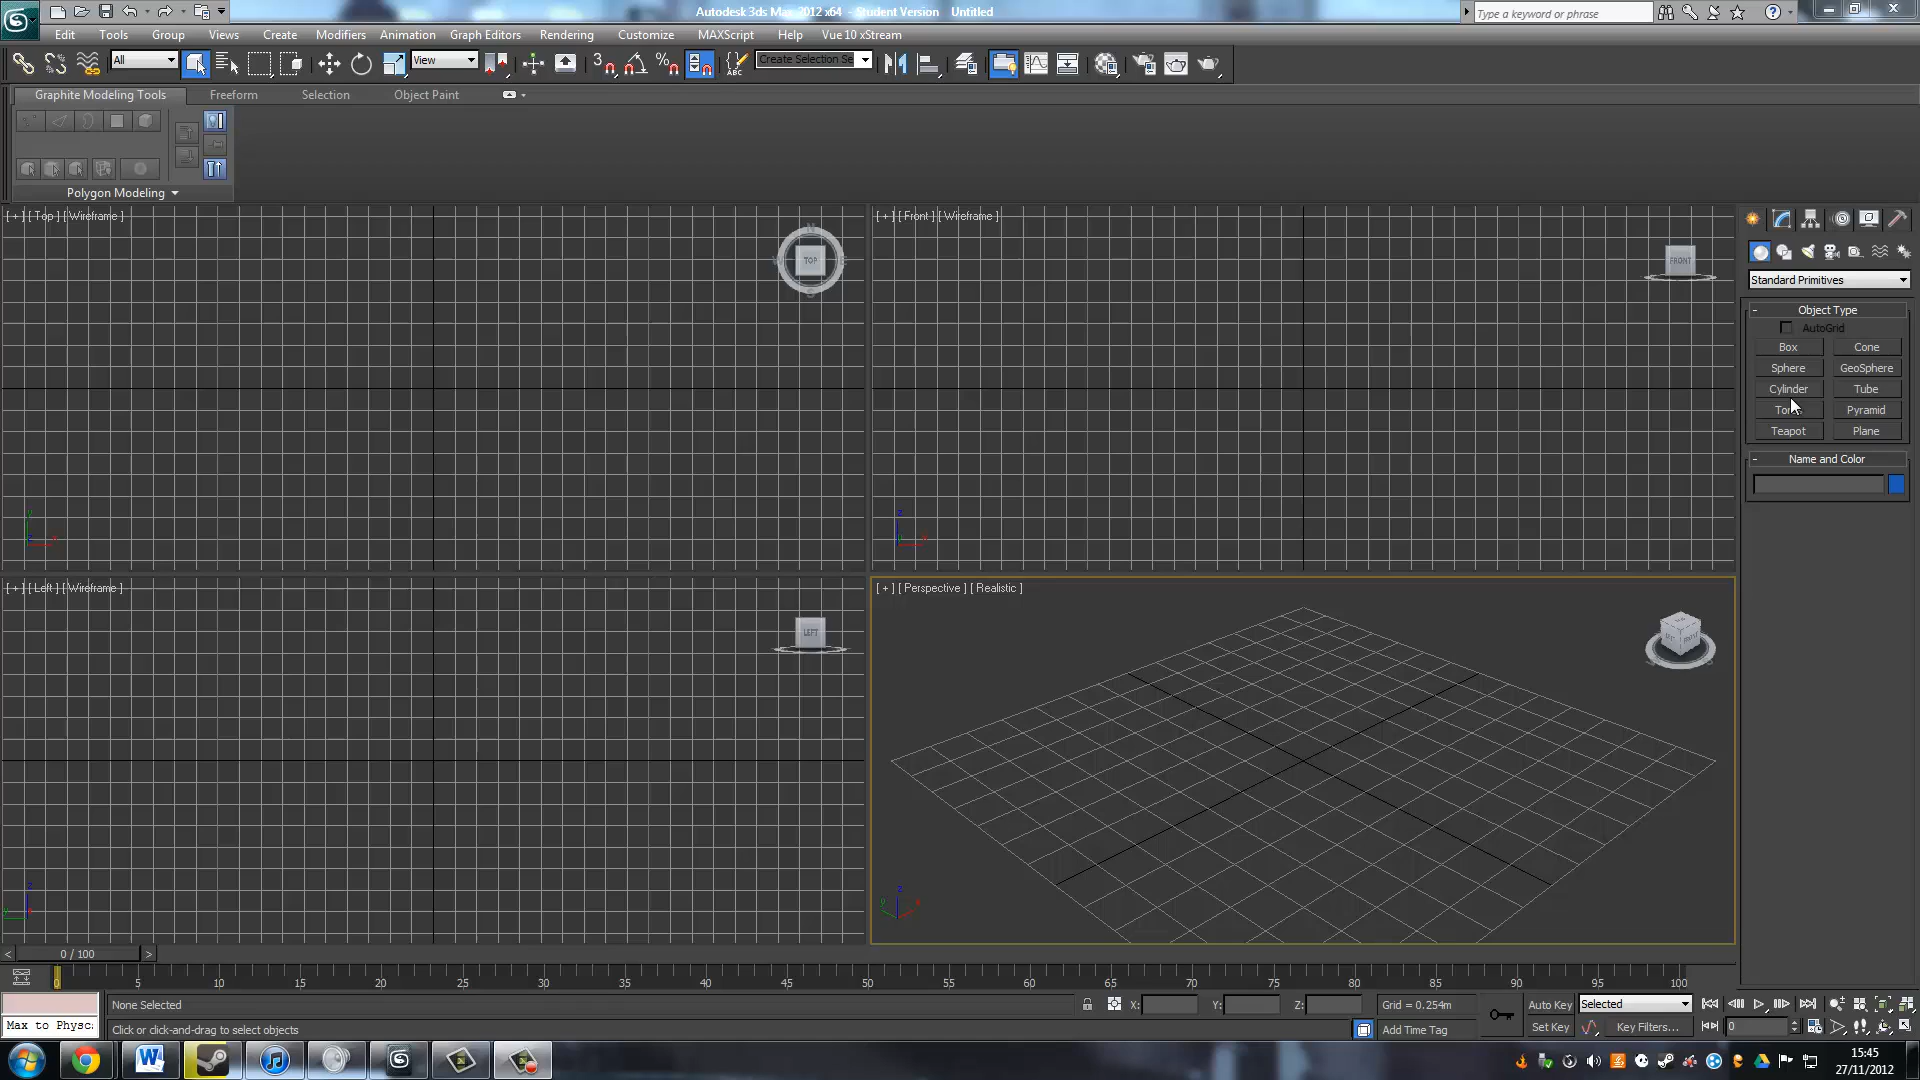 Autodesk 3ds Max 2012 x64 - Student Version Untitled
Type a keyword or phrase
Edit Tools Group Views Create Modifiers Animation Graph Editors Rendering Customize MAXScript Help Vue 10 xStream
All View 3 % ABC Create Selection Se
Graphite Modeling Tools Freeform Selection Object Paint
Polygon Modeling
[ + ] [ Top ] [ Wireframe ]
TOP
[ + ] [ Front ] [ Wireframe ]
FRONT
Standard Primitives
- Object Type
AutoGrid
Box Cone
Sphere GeoSphere
Cylinder Tube
Pyramid
Teapot Plane
- Name and Color
[ + ] [ Left ] [ Wireframe ]
LEFT
[ + ] [ Perspective ] [ Realistic ]
< 0 / 100 >
0 5 10 15 20 25 30 35 40 45 50 55 60 65 70 75 80 85 90 95 100
None Selected X: Y: Z: Grid = 0.254m Auto Key Selected
Max to Physc:
Click or click-and-drag to select objects Add Time Tag Set Key Key Filters... 0
15:45
27/11/2012